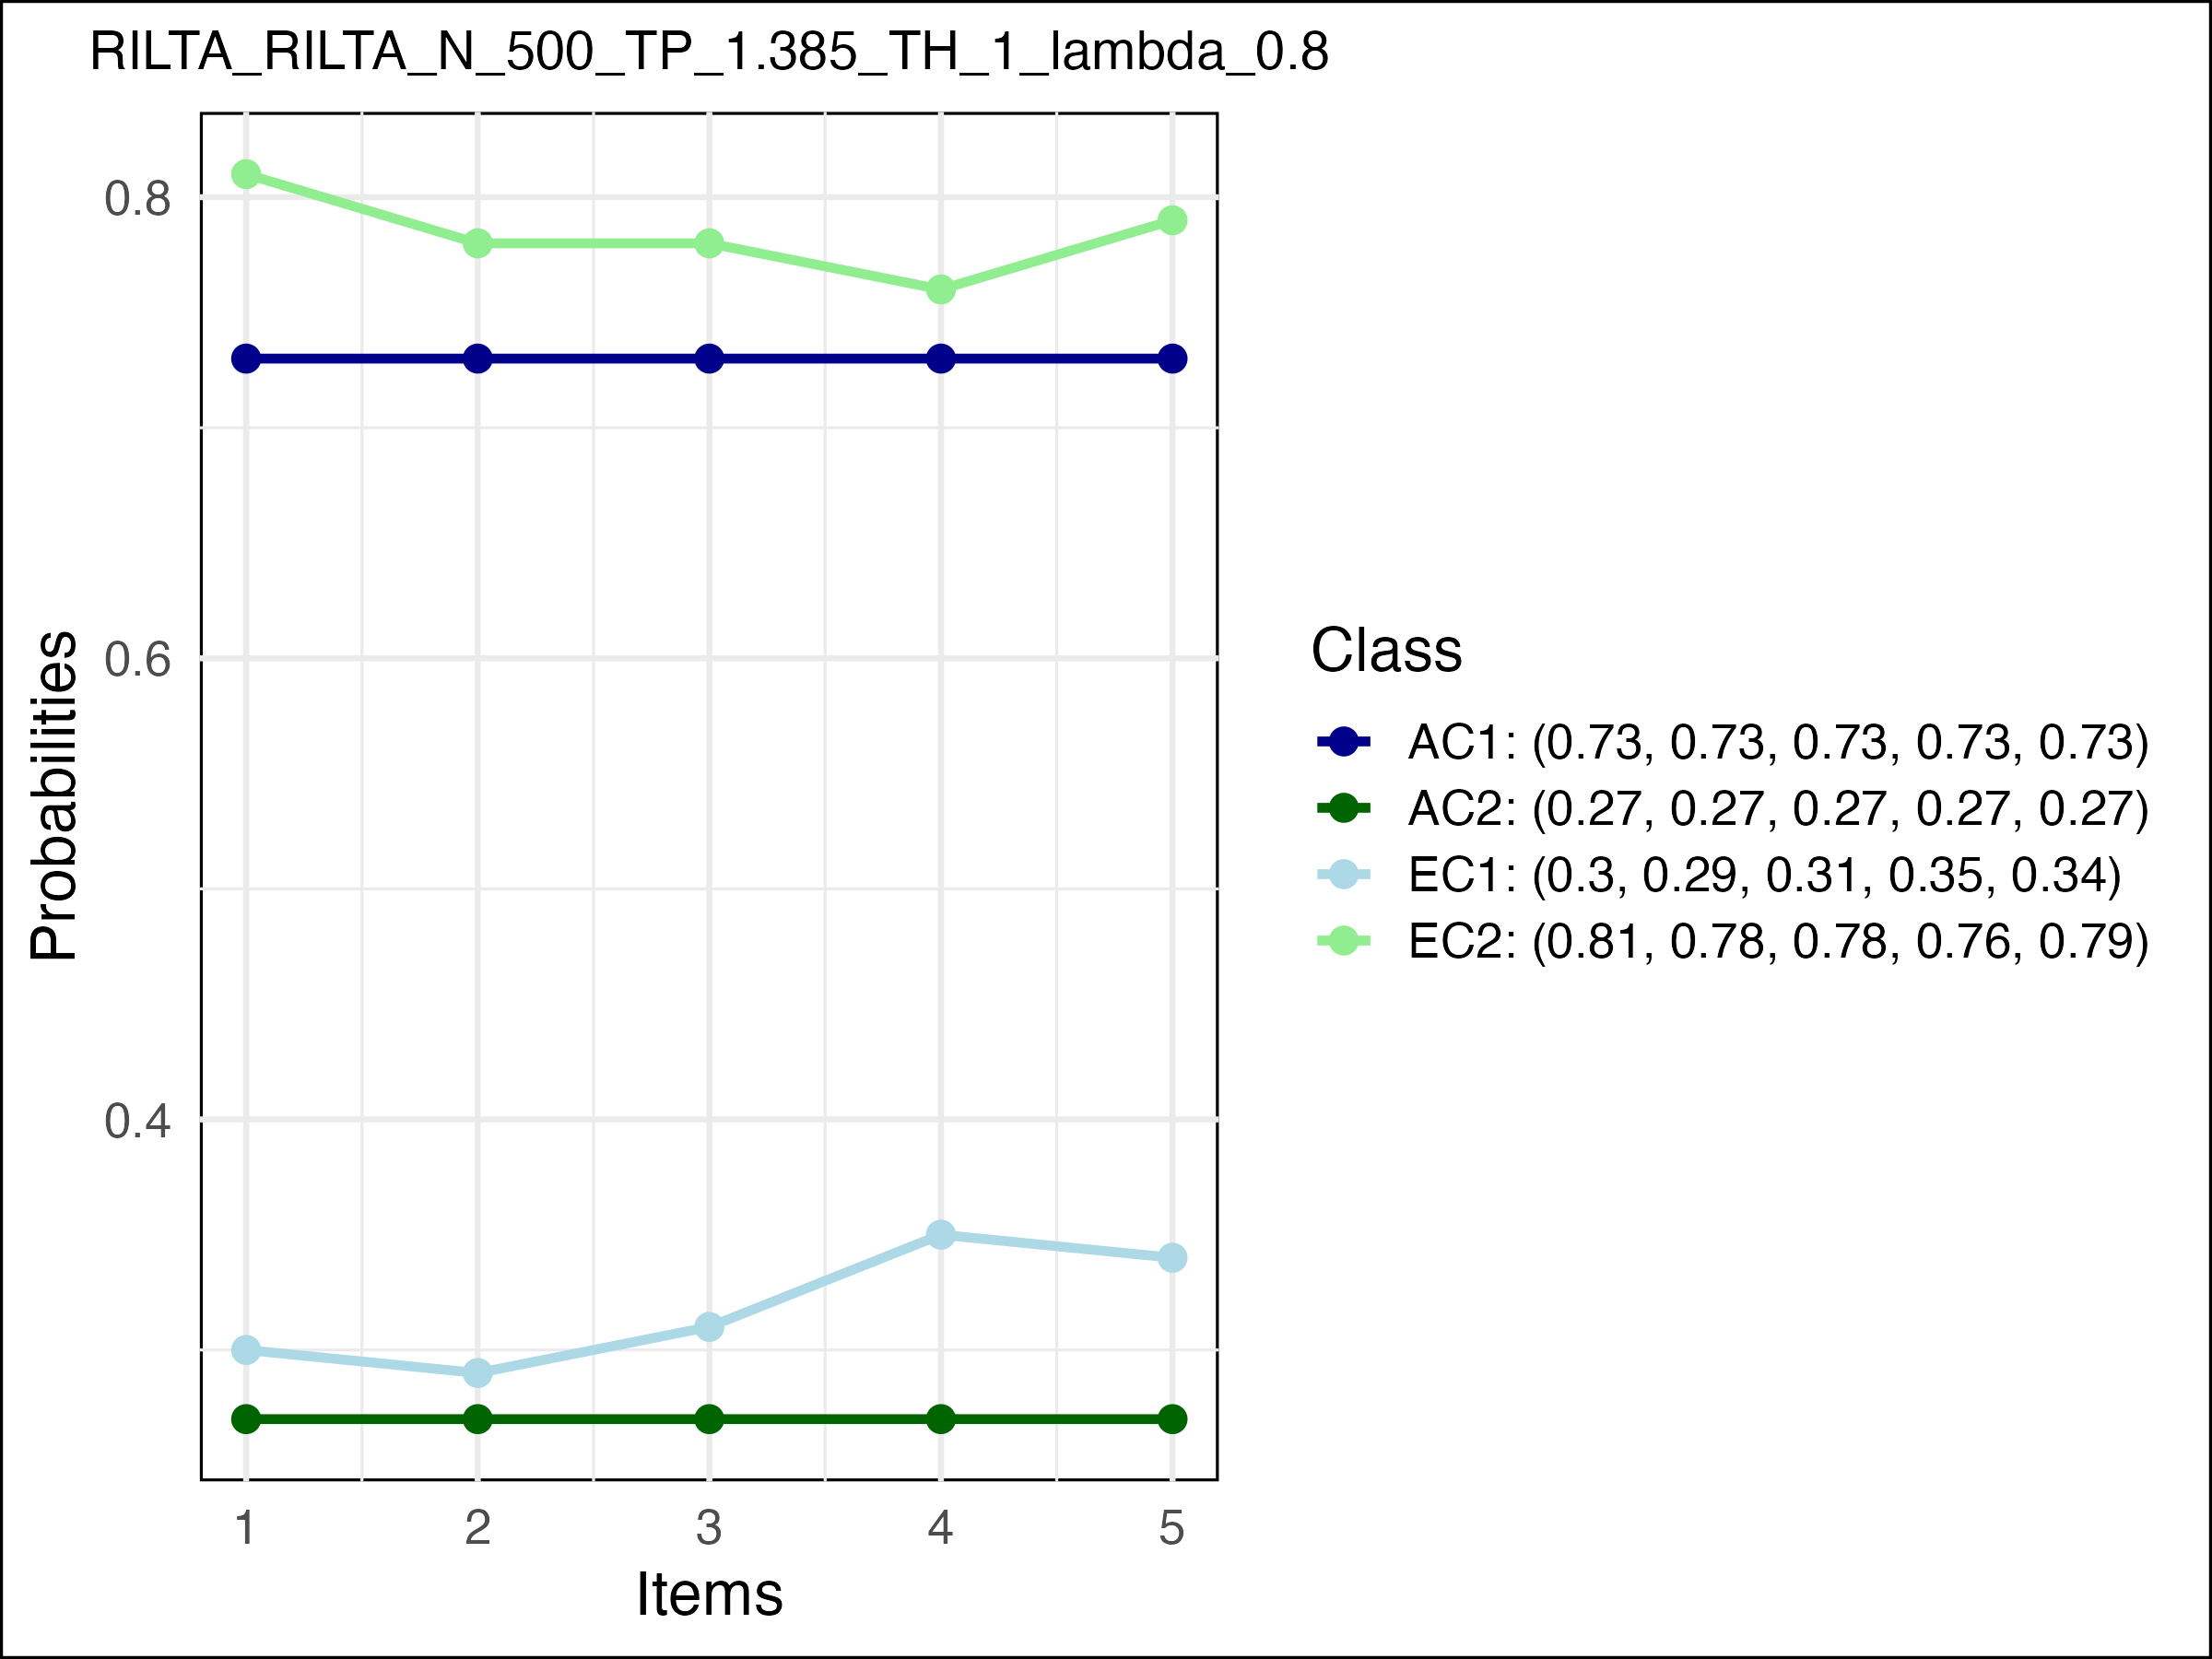 RILTA_RILTA_N_500_TP_1.385_TH_1_lambda_0.8
0.8
0.6
0.4
Probabilities
1 2 3 4 5
Items
Class
AC1: (0.73, 0.73, 0.73, 0.73, 0.73)
AC2: (0.27, 0.27, 0.27, 0.27, 0.27)
EC1: (0.3, 0.29, 0.31, 0.35, 0.34)
EC2: (0.81, 0.78, 0.78, 0.76, 0.79)